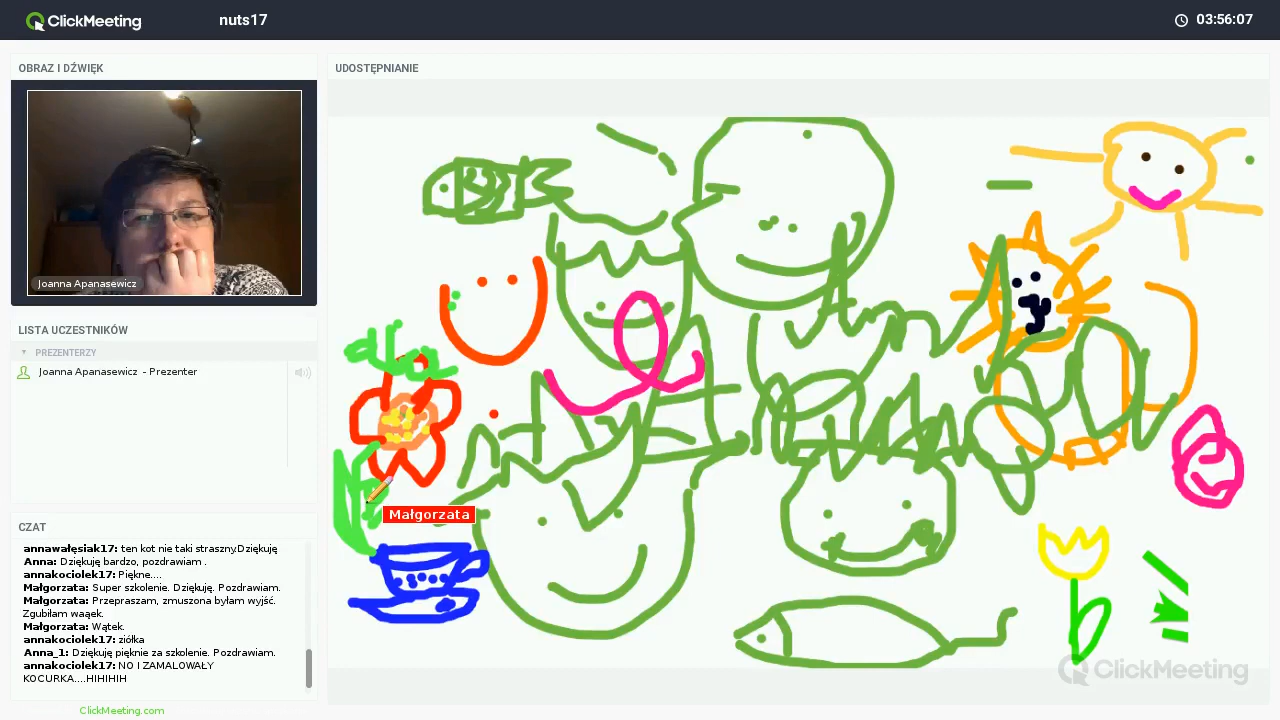 ClickMeeting
nuts17
03:56:07
OBRAZ I DŹWIĘK
UDOSTĘPNIANIE
Joanna Apanasewicz
LISTA UCZESTNIKÓW
PREZENTERZY
Joanna Apanasewicz - Prezenter
Małgorzata
CZAT
annawałęsiak17: ten kot nie taki straszny.Dziękuję
Anna: Dziękuję bardzo, pozdrawiam .
annakociolek17: Piękne....
Małgorzata: Super szkolenie. Dziękuję. Pozdrawiam.
Małgorzata: Przepraszam, zmuszona byłam wyjść.
Zgubiłam waąek.
Małgorzata: Wątek.
annakociolek17: ziółka
Anna_1: Dziękuję pięknie za szkolenie. Pozdrawiam.
annakociolek17: NO I ZAMALOWAŁY
KOCURKA....HIHIHIH
ClickMeeting
ClickMeeting.com